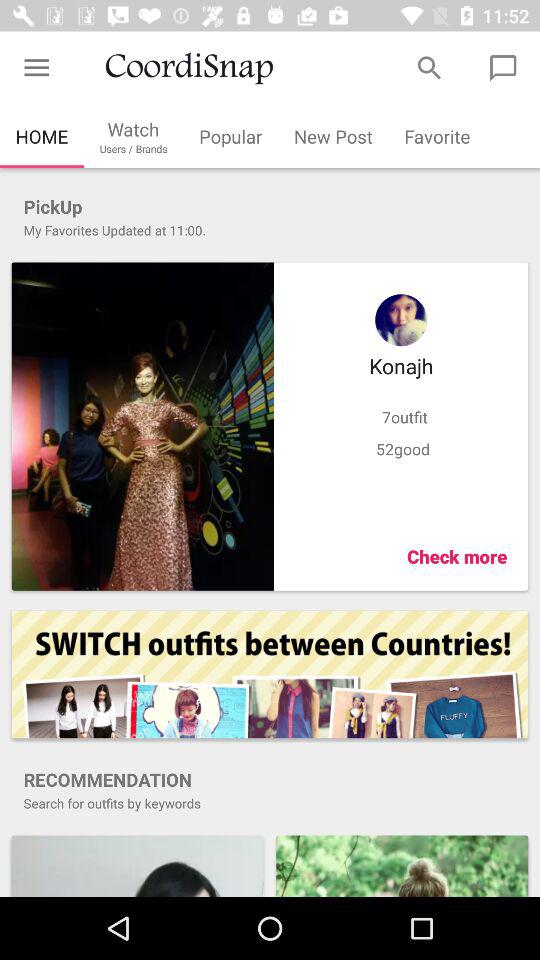 11:52
CoordiSnap
HOME
Watch
Users / Brands
Popular
New Post
Favorite
PickUp
My Favorites Updated at 11:00.
Konajh
7outfit
52good
Check more
SWITCH outfits between Countries!
FLUFFY
RECOMMENDATION
Search for outfits by keywords